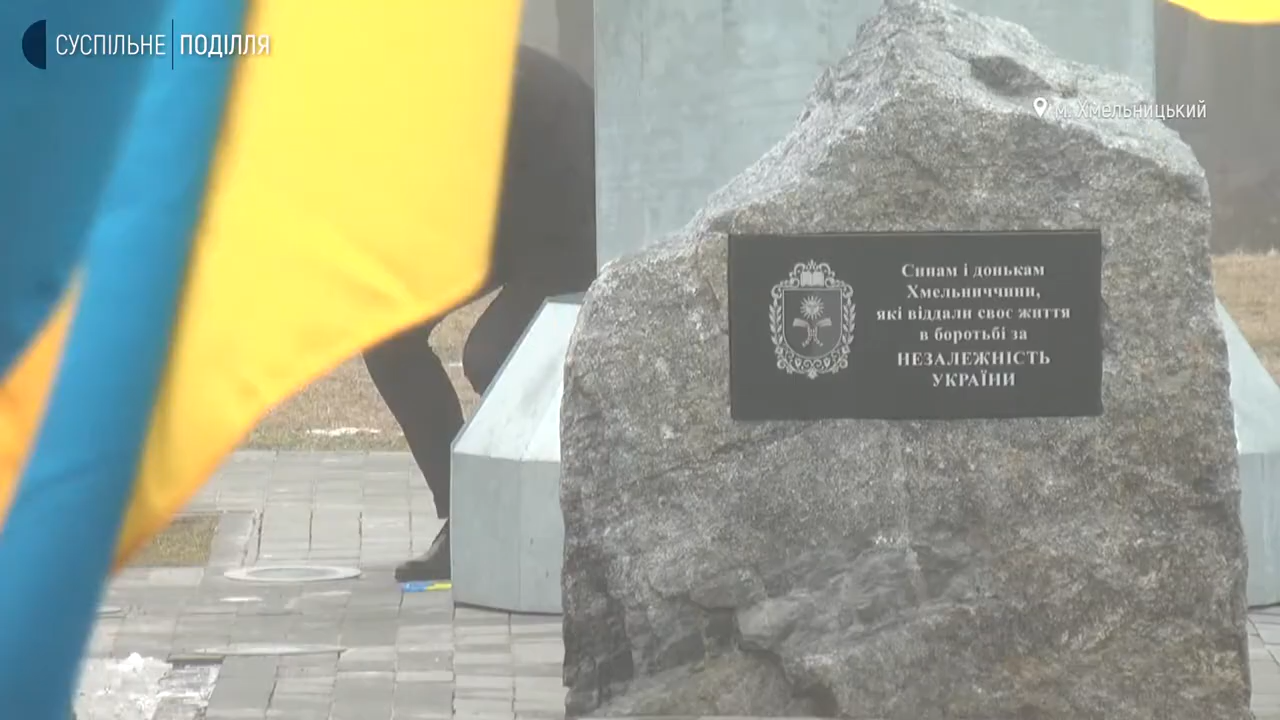 СУСПІЛЬНЕ ПОДІЛЛЯ
м. Хмельницький
Синам і донькам
Хмельниччини,
які віддали своє життя
в боротьбі за
НЕЗАЛЕЖНІСТЬ
УКРАЇНИ